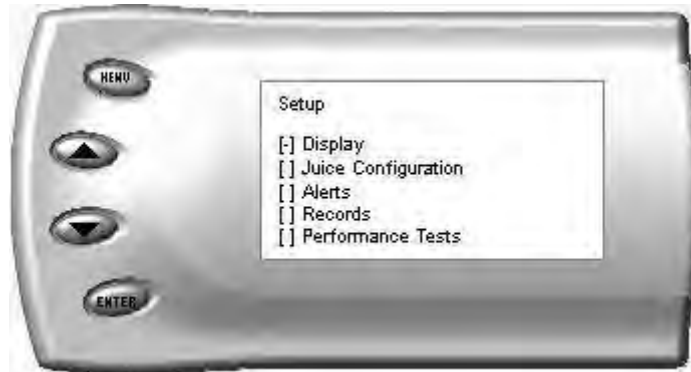 MENU
Setup
[-] Display
[ ] Juice Configuration
[ ] Alerts
[ ] Records
[ ] Performance Tests
ENTER